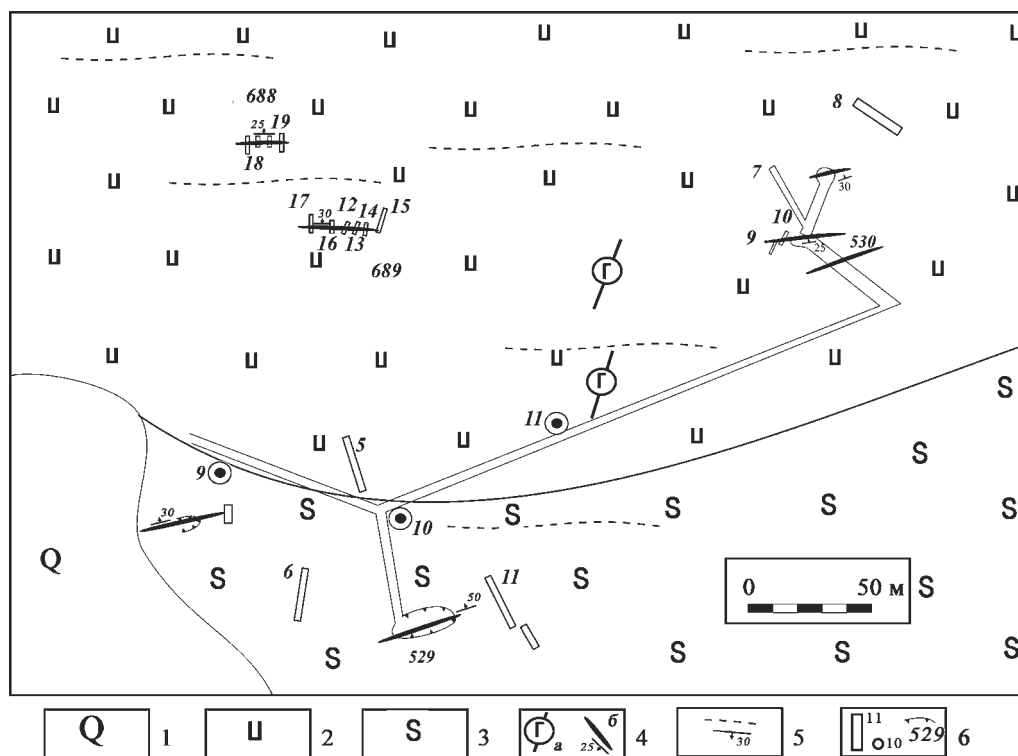 ш ш ш ш ш ш ш
688
ш ш ш ш ш ш 8 ш
25 19
18
ш ш ш ш 7 ш
30
17 12 14 15 10
30 9
16 13 25 530
ш ш ш 689 ш Г ш
ш
ш ш ш ш ш
Г S
11
5 ш ш ш
9 S
30 S 10 S S S S
Q S 6 S 11 S 0 50 м S
50
529
S S S S
Q 1 ш 2 S 3 Г а б 25 4 30 5 11 10 529 6